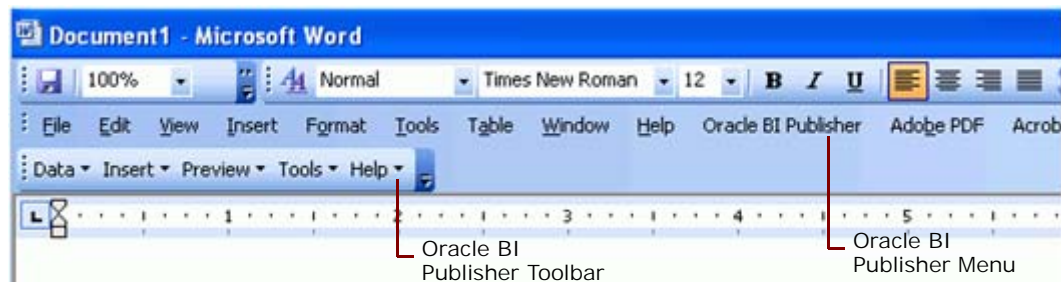 Document1 - Microsoft Word
100% Normal Times New Roman 12 B I U
File Edit View Insert Format Tools Table Window Help Oracle BI Publisher Adobe PDF
Data Insert Preview Tools Help
1 2 3 4 5
Oracle BI
Publisher Toolbar
Oracle BI
Publisher Menu